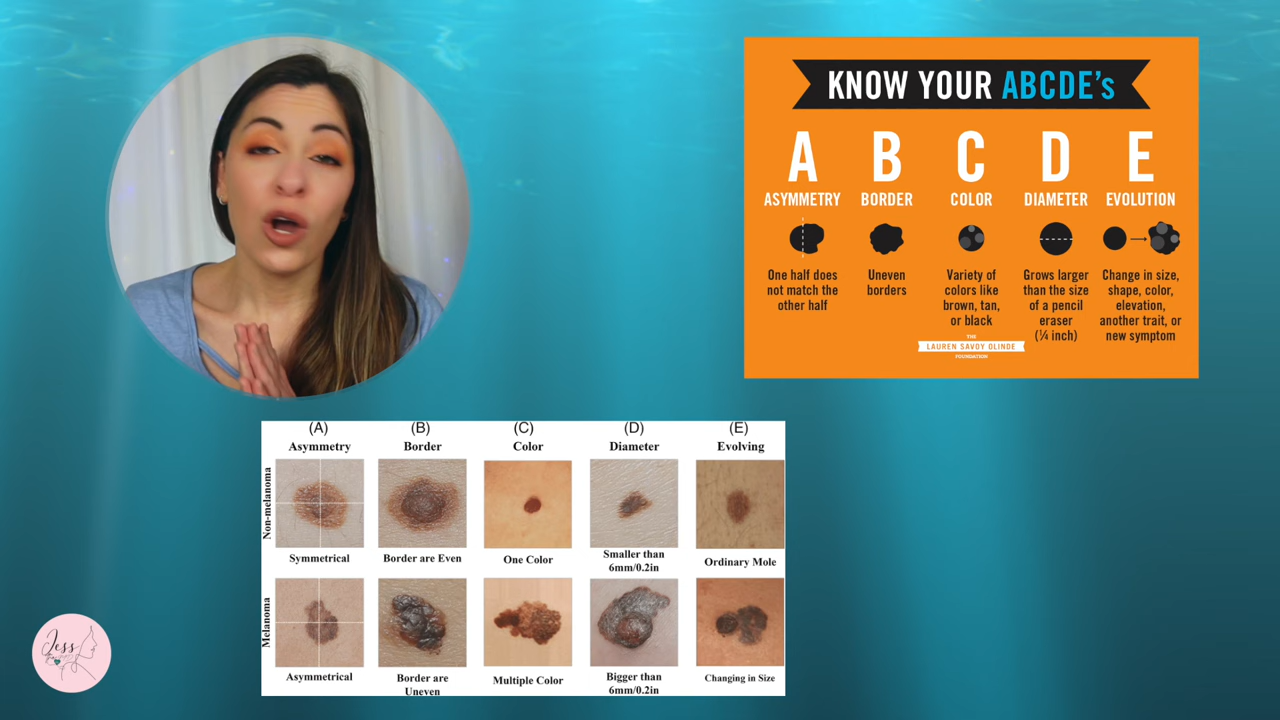 KNOW YOUR ABCDE's
A B C D E
ASYMMETRY BORDER COLOR DIAMETER EVOLUTION
One half does
not match the
other half
Uneven
borders
Variety of
colors like
brown, tan,
or black
Grows larger
than the size
of a pencil
eraser
(¼ inch)
Change in size,
shape, color,
elevation,
another trait, or
new symptom
THE
LAUREN SAVOY OLINDE
FOUNDATION
(A) (B) (C) (D) (E)
Asymmetry Border Color Diameter Evolving
Non-melanoma
Symmetrical
Border are Even
One Color
Smaller than
6mm/0.2in
Ordinary Mole
Melanoma
Asymmetrical
Border are
Uneven
Multiple Color
Bigger than
6mm/0.2in
Changing in Size
Jess